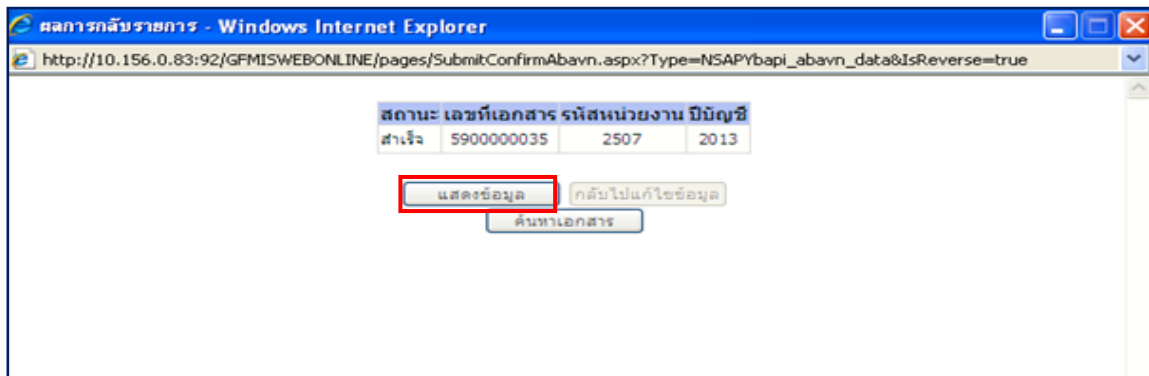 ผลการกลับรายการ - Windows Internet Explorer
http://10.156.0.83:92/GFMISWEBONLINE/pages/SubmitConfirmAbavn.aspx?Type=NSAPYbapi_abavn_data&IsReverse=true
สถานะ เลขที่เอกสาร รหัสหน่วยงาน ปีบัญชี
สำเร็จ 5900000035 2507 2013
แสดงข้อมูล กลับไปแก้ไขข้อมูล
ค้นหาเอกสาร